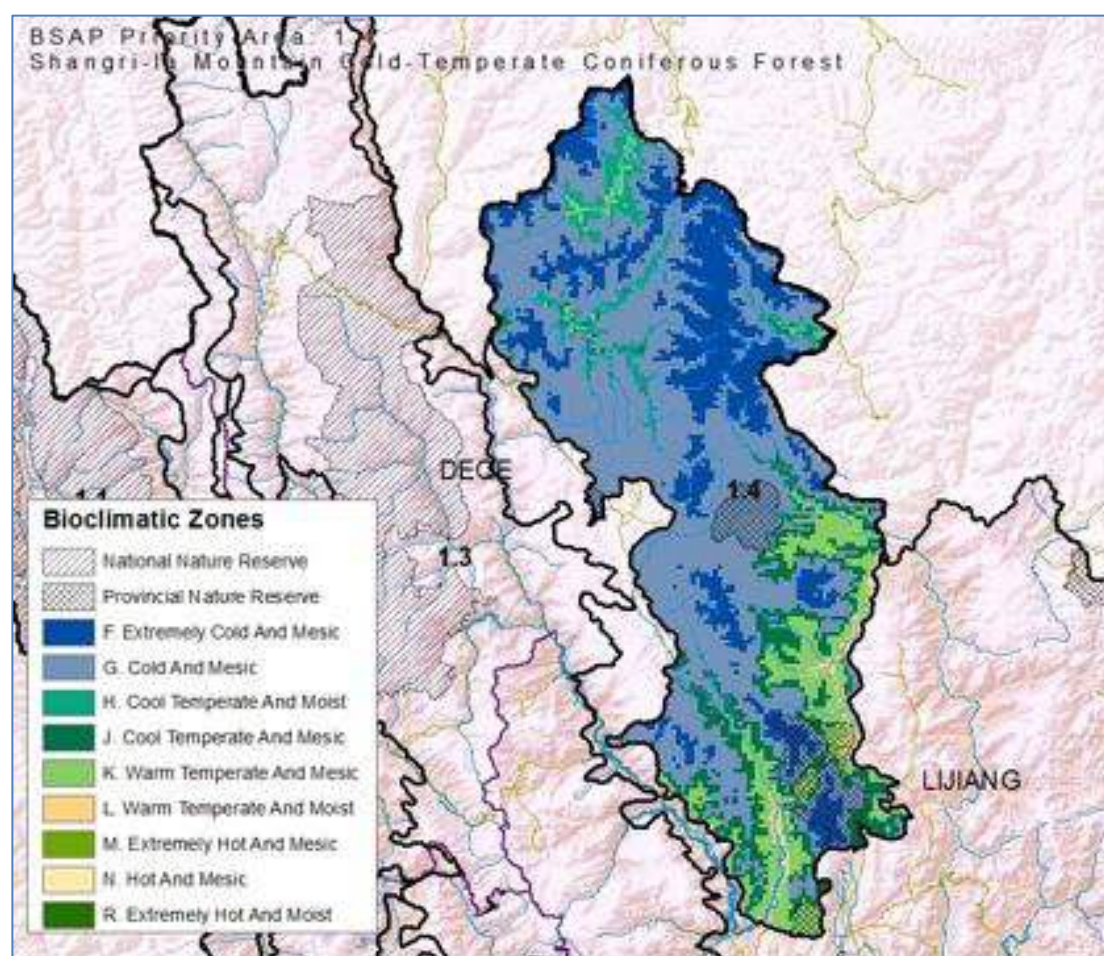 BSAP Priority Area: 1.
Shangri-la Mountain Cold-Temperate Coniferous Forest
1.4
DEQE
1.1
1.3
LIJIANG
Bioclimatic Zones
National Nature Reserve
Provincial Nature Reserve
F. Extremely Cold And Mesic
G. Cold And Mesic
H. Cool Temperate And Moist
J. Cool Temperate And Mesic
K. Warm Temperate And Mesic
L. Warm Temperate And Moist
M. Extremely Hot And Mesic
N. Hot And Mesic
R. Extremely Hot And Moist